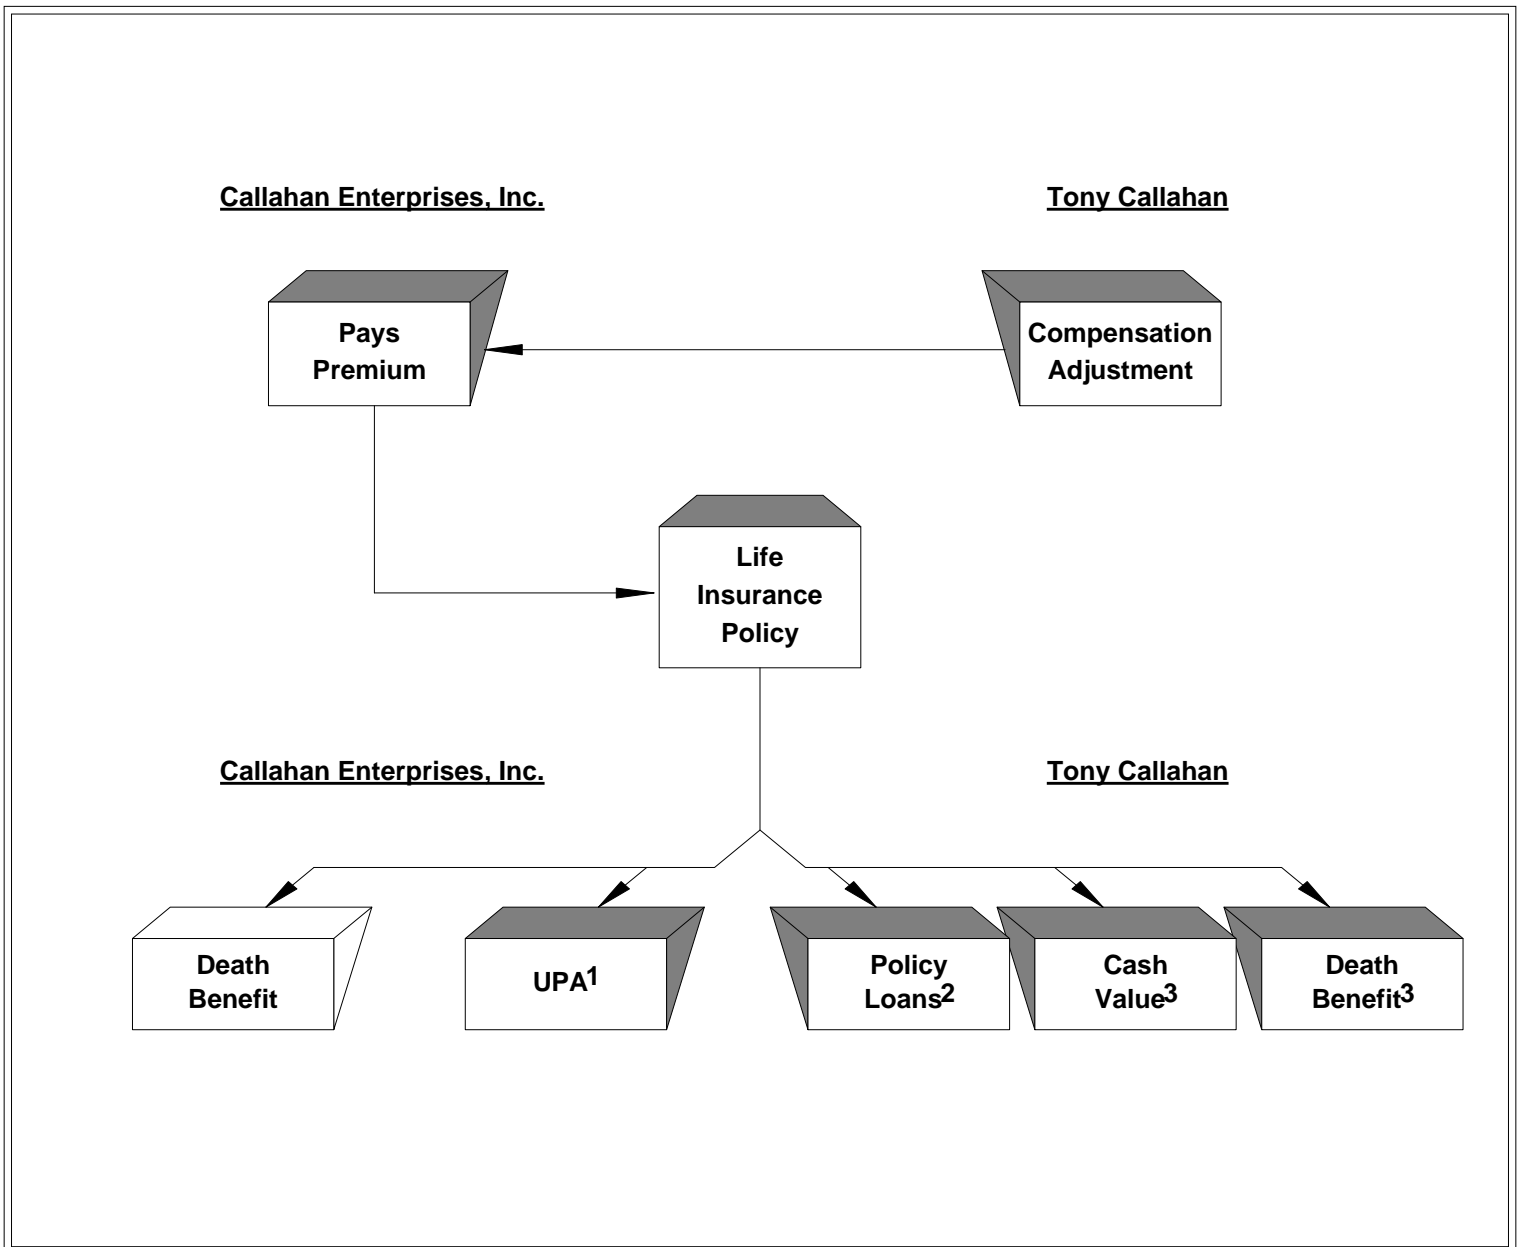 Callahan Enterprises, Inc.
Tony Callahan
Pays
Premium
Compensation
Adjustment
Life
Insurance
Policy
Callahan Enterprises, Inc.
Tony Callahan
Death
Benefit
UPA1
Policy
Loans2
Cash
Value3
Death
Benefit3